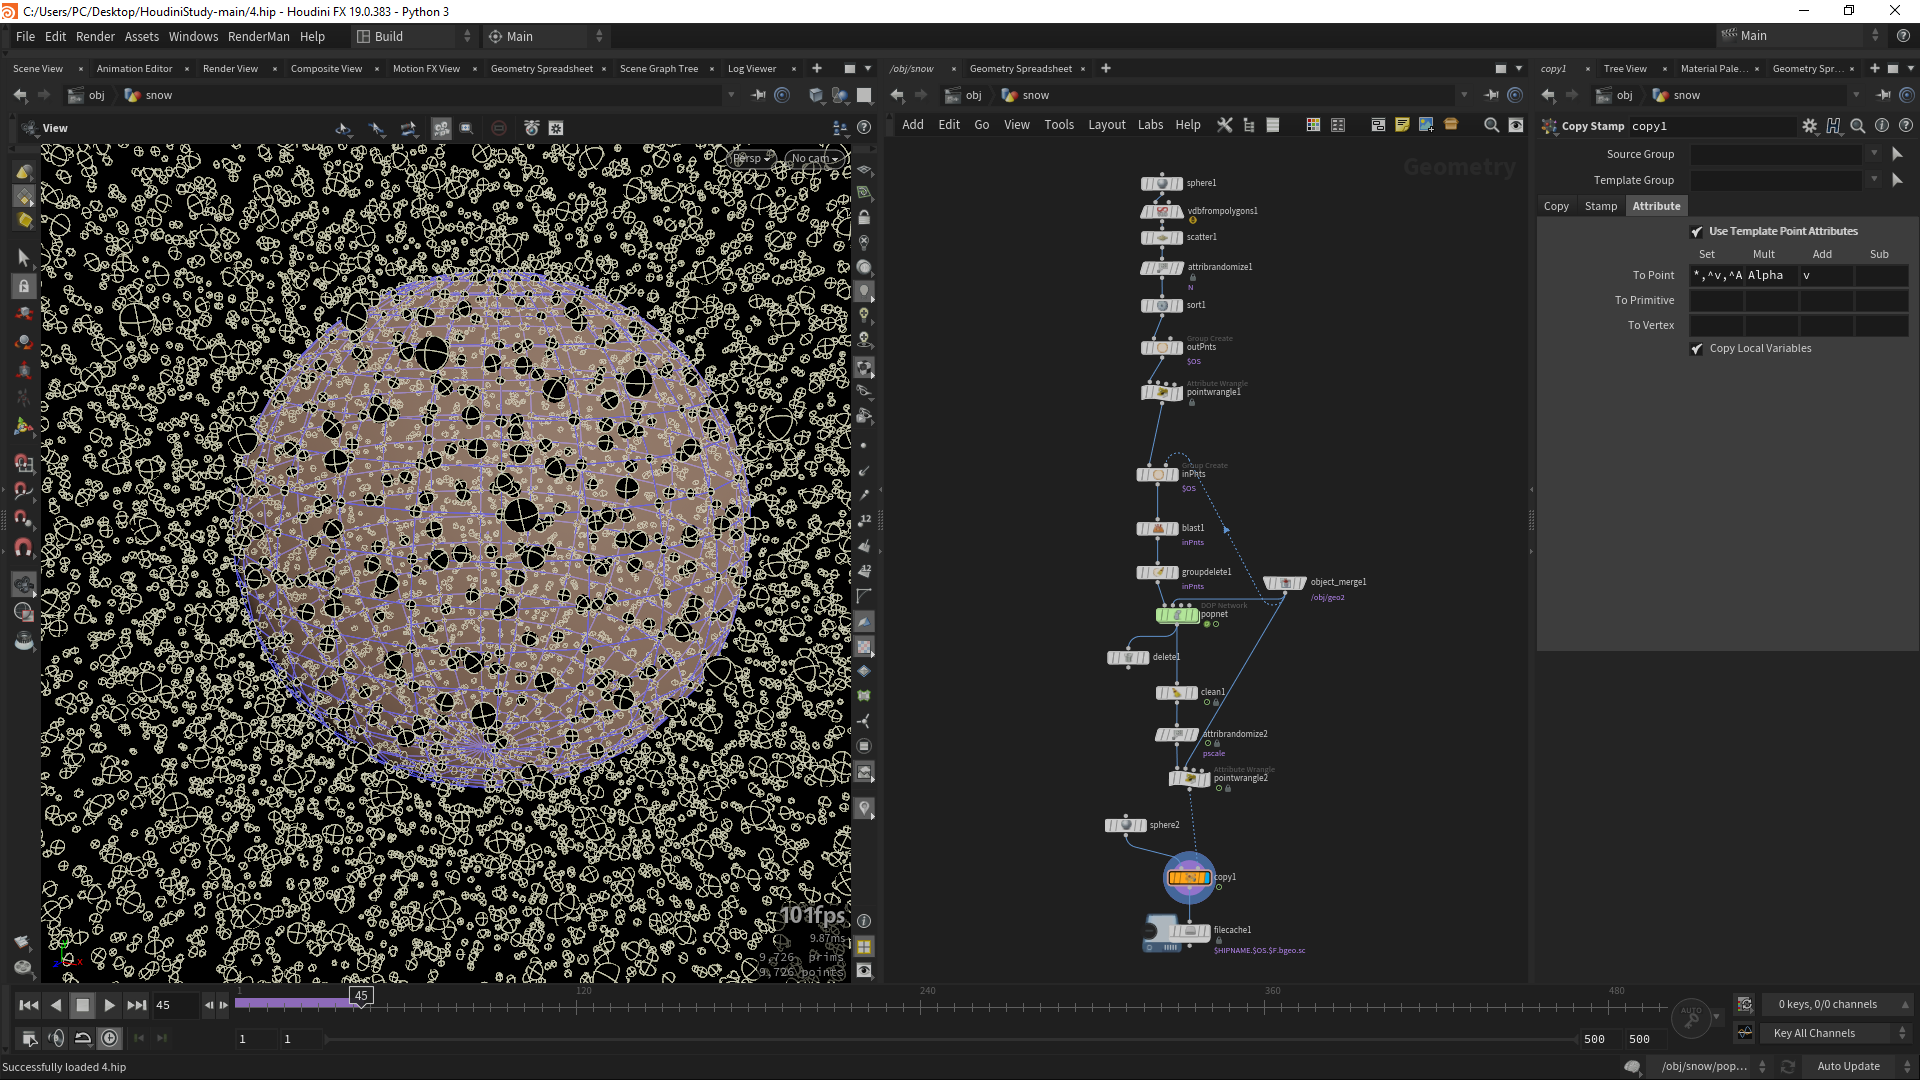 C:/Users/PC/Desktop/HoudiniStudy-main/4.hip - Houdini FX 19.0.383 - Python 3
File Edit Render Assets Windows RenderMan Help Build Main Main
Scene View Animation Editor Render View Composite View Motion FX View Geometry Spreadsheet Scene Graph Tree Log Viewer
obj snow
View
Persp No cam
101fps
9.87ms
9,726 prims
9,726 points
/obj/snow Geometry Spreadsheet
obj snow
Add Edit Go View Tools Layout Labs Help
Geometry
sphere1
vdbfrompolygons1
scatter1
attribrandomize1
N
sort1
Group Create
outPnts
$OS
Attribute Wrangle
pointwrangle1
Group Create
inPnts
$OS
blast1
inPnts
groupdelete1
inPnts
object_merge1
/obj/geo2
DOP Network
popnet
delete1
clean1
attribrandomize2
pscale
Attribute Wrangle
pointwrangle2
sphere2
copy1
filecache1
$HIPNAME.$OS.$F.bgeo.sc
copy1 Tree View Material Pale... Geometry Spr...
obj snow
Copy Stamp copy1
Source Group
Template Group
Copy Stamp Attribute
Use Template Point Attributes
Set Mult Add Sub
To Point *,^v,^A Alpha v
To Primitive
To Vertex
Copy Local Variables
12
12
45
1 45 120 240 360 480
1 1 500 500
AUTO
0 keys, 0/0 channels
Key All Channels
Successfully loaded 4.hip
/obj/snow/pop... Auto Update